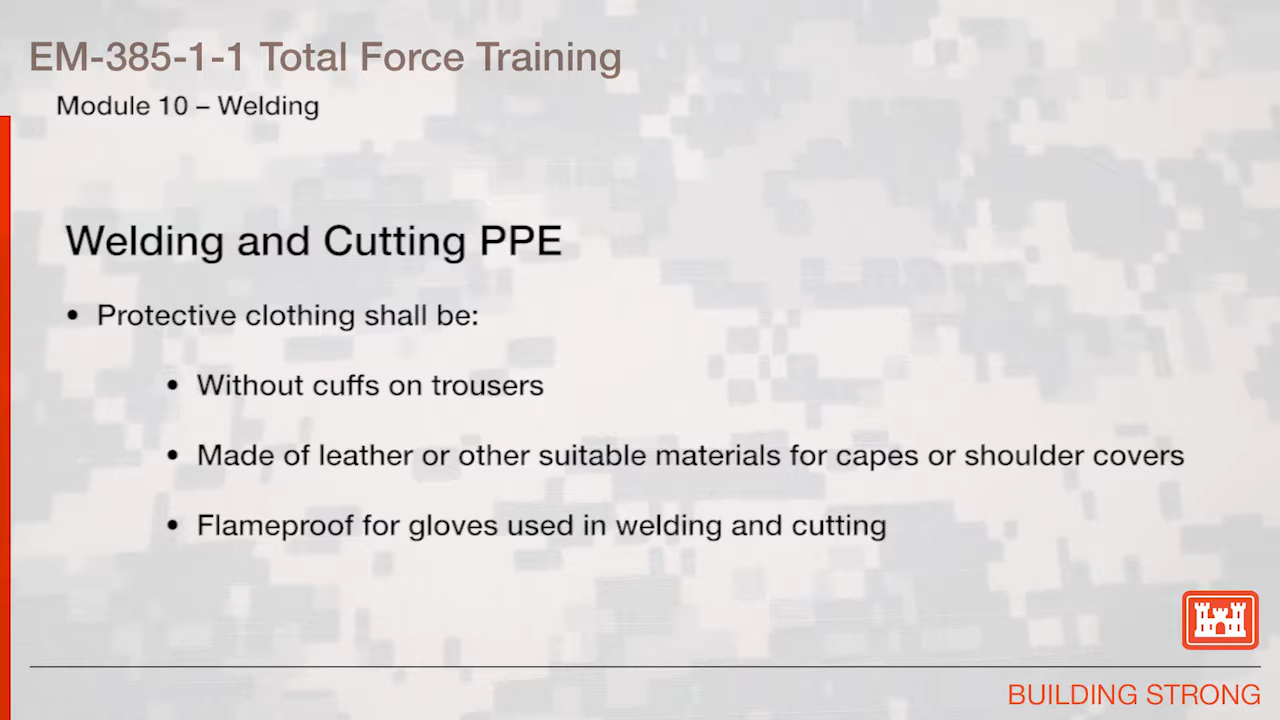 EM-385-1-1 Total Force Training
Module 10 – Welding
Welding and Cutting PPE
• Protective clothing shall be:
• Without cuffs on trousers
• Made of leather or other suitable materials for capes or shoulder covers
• Flameproof for gloves used in welding and cutting
BUILDING STRONG